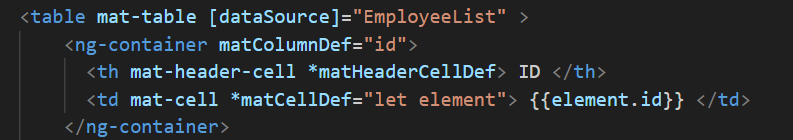 <table mat-table [dataSource]="EmployeeList" >
<ng-container matColumnDef="id">
<th mat-header-cell *matHeaderCellDef> ID </th>
<td mat-cell *matCellDef="let element"> {{element.id}} </td>
</ng-container>